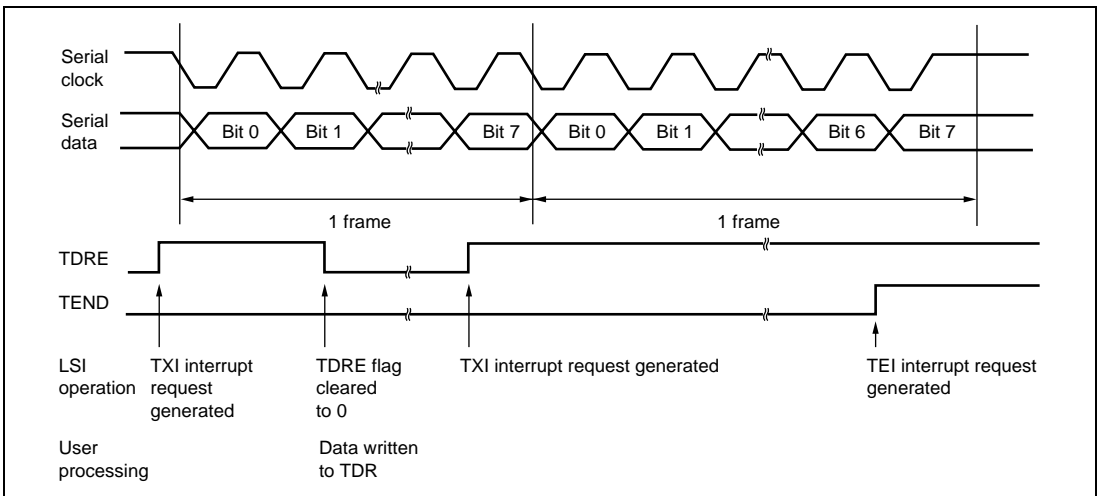 Serial
clock
Serial
data
Bit 0
Bit 1
Bit 7
Bit 0
Bit 1
Bit 6
Bit 7
1 frame
1 frame
TDRE
TEND
LSI
operation
TXI interrupt
request
generated
TDRE flag
cleared
to 0
TXI interrupt request generated
TEI interrupt request
generated
User
processing
Data written
to TDR